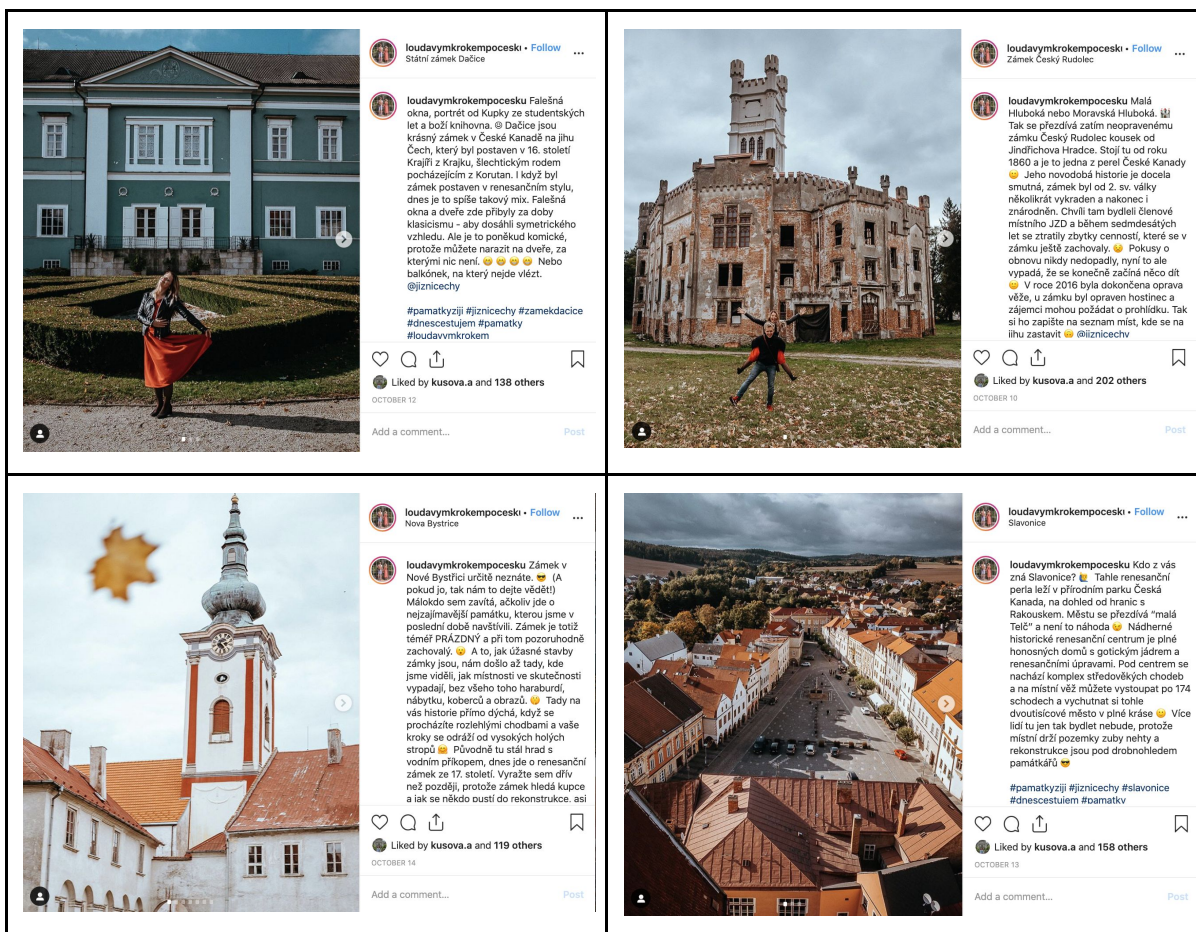 loudavymkrokempocesku • Follow
Státní zámek Dačice
loudavymkrokempocesku Falešná
okna, portrét od Kupky ze studentských
let a boží knihovna. ☺ Dačice jsou
krásný zámek v České Kanadě na jihu
Čech, který byl postaven v 16. století
Krajíři z Krajku, šlechtickým rodem
pocházejícím z Korutan. I když byl
zámek postaven v renesančním stylu,
dnes je to spíše takový mix. Falešná
okna a dveře zde přibyly za doby
klasicismu - aby dosáhli symetrického
vzhledu. Ale je to poněkud komické,
protože můžete narazit na dveře, za
kterými nic není. 😁 😁 😁 😁 Nebo
balkónek, na který nejde vlézt.
@jiznicechy
#pamatkyziji #jiznicechy #zamekdacice
#dnescestujem #pamatky
#loudavymkrokem
Liked by kusova.a and 138 others
OCTOBER 12
Add a comment...
Post
loudavymkrokempocesku • Follow
Zámek Český Rudolec
loudavymkrokempocesku Malá
Hluboká nebo Moravská Hluboká. 🏰
Tak se přezdívá zatím neopravenému
zámku Český Rudolec kousek od
Jindřichova Hradce. Stojí tu od roku
1860 a je to jedna z perel České Kanady
🙂 Jeho novodobá historie je docela
smutná, zámek byl od 2. sv. války
několikrát vykraden a nakonec i
znárodněn. Chvíli tam bydleli členové
místního JZD a během sedmdesátých
let se ztratily zbytky cenností, které se v
zámku ještě zachovaly. 😢 Pokusy o
obnovu nikdy nedopadly, nyní to ale
vypadá, že se konečně začíná něco dít
🙂 V roce 2016 byla dokončena oprava
věže, u zámku byl opraven hostinec a
zájemci mohou požádat o prohlídku. Tak
si ho zapište na seznam míst, kde se na
jihu zastavit 🙂 @jiznicechy
Liked by kusova.a and 202 others
OCTOBER 10
Add a comment...
Post
loudavymkrokempocesku • Follow
Nova Bystrice
loudavymkrokempocesku Zámek v
Nové Bystřici určitě neznáte. 😎 (A
pokud jo, tak nám to dejte vědět!)
Málokdo sem zavítá, ačkoliv jde o
nejzajímavější památku, kterou jsme v
poslední době navštívili. Zámek je totiž
téměř PRÁZDNÝ a při tom pozoruhodně
zachovalý. 😮 A to, jak úžasné stavby
zámky jsou, nám došlo až tady, kde
jsme viděli, jak místnosti ve skutečnosti
vypadají, bez všeho toho haraburdí,
nábytku, koberců a obrazů. 🤔 Tady na
vás historie přímo dýchá, když se
procházíte rozlehlými chodbami a vaše
kroky se odráží od vysokých holých
stropů 🤗 Původně tu stál hrad s
vodním příkopem, dnes jde o renesanční
zámek ze 17. století. Vyražte sem dřív
než později, protože zámek hledá kupce
a jak se někdo pustí do rekonstrukce, asi
Liked by kusova.a and 119 others
OCTOBER 14
Add a comment...
Post
loudavymkrokempocesku • Follow
Slavonice
loudavymkrokempocesku Kdo z vás
zná Slavonice? 🙋 Tahle renesanční
perla leží v přírodním parku Česká
Kanada, na dohled od hranic s
Rakouskem. Městu se přezdívá “malá
Telč” a není to náhoda 😉 Nádherné
historické renesanční centrum je plné
honosných domů s gotickým jádrem a
renesančními úpravami. Pod centrem se
nachází komplex středověkých chodeb
a na místní věž můžete vystoupat po 174
schodech a vychutnat si tohle
dvoutisícové město v plné kráse 🙂 Více
lidí tu jen tak bydlet nebude, protože
místní drží pozemky zuby nehty a
rekonstrukce jsou pod drobnohledem
památkářů 😎
#pamatkyziji #jiznicechy #slavonice
#dnescestujem #pamatky
Liked by kusova.a and 158 others
OCTOBER 13
Add a comment...
Post